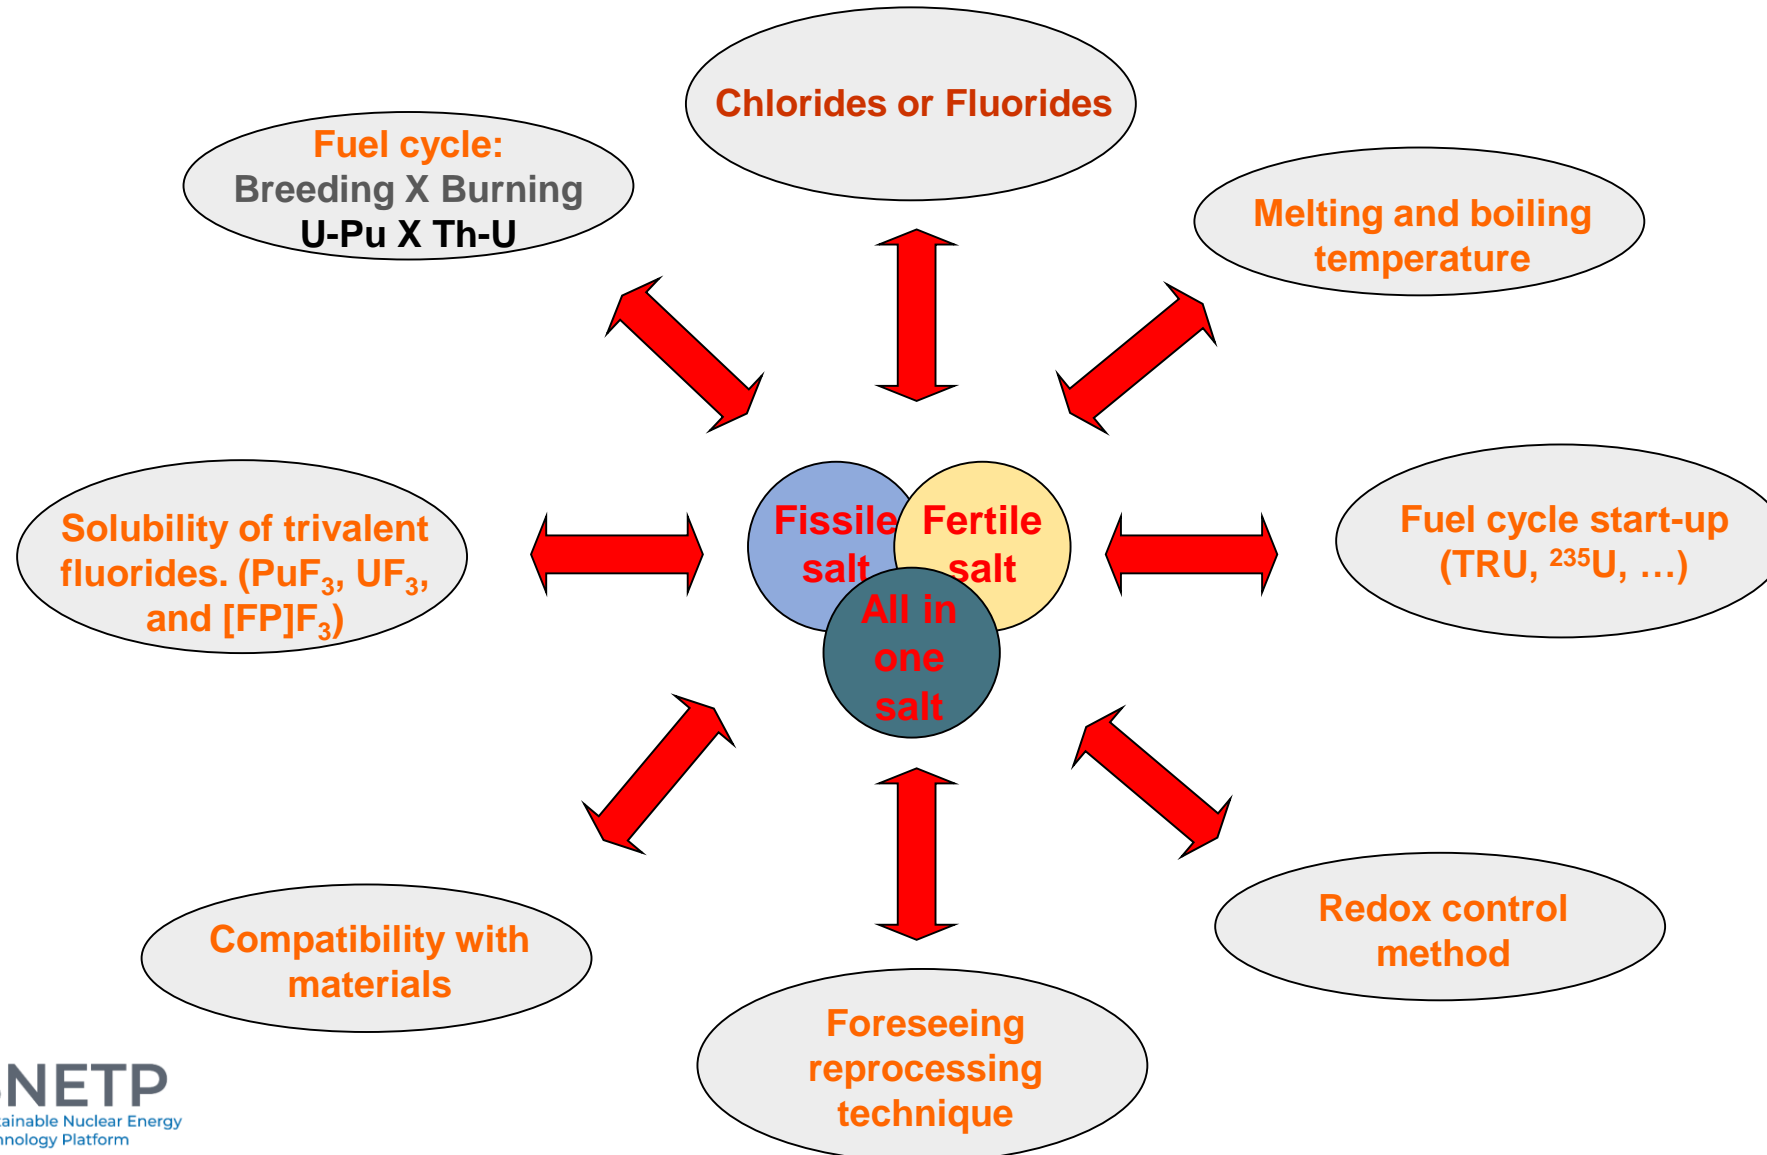 Chlorides or Fluorides
Fuel cycle:
Breeding X Burning
U-Pu X Th-U
Melting and boiling
temperature
Solubility of trivalent
fluorides. (PuF₃, UF₃,
and [FP]F₃)
Fissile
salt
Fertile
salt
All in
one
salt
Fuel cycle start-up
(TRU, ²³⁵U, …)
Compatibility with
materials
Redox control
method
Foreseeing
reprocessing
technique
NETP
tainable Nuclear Energy
hnology Platform